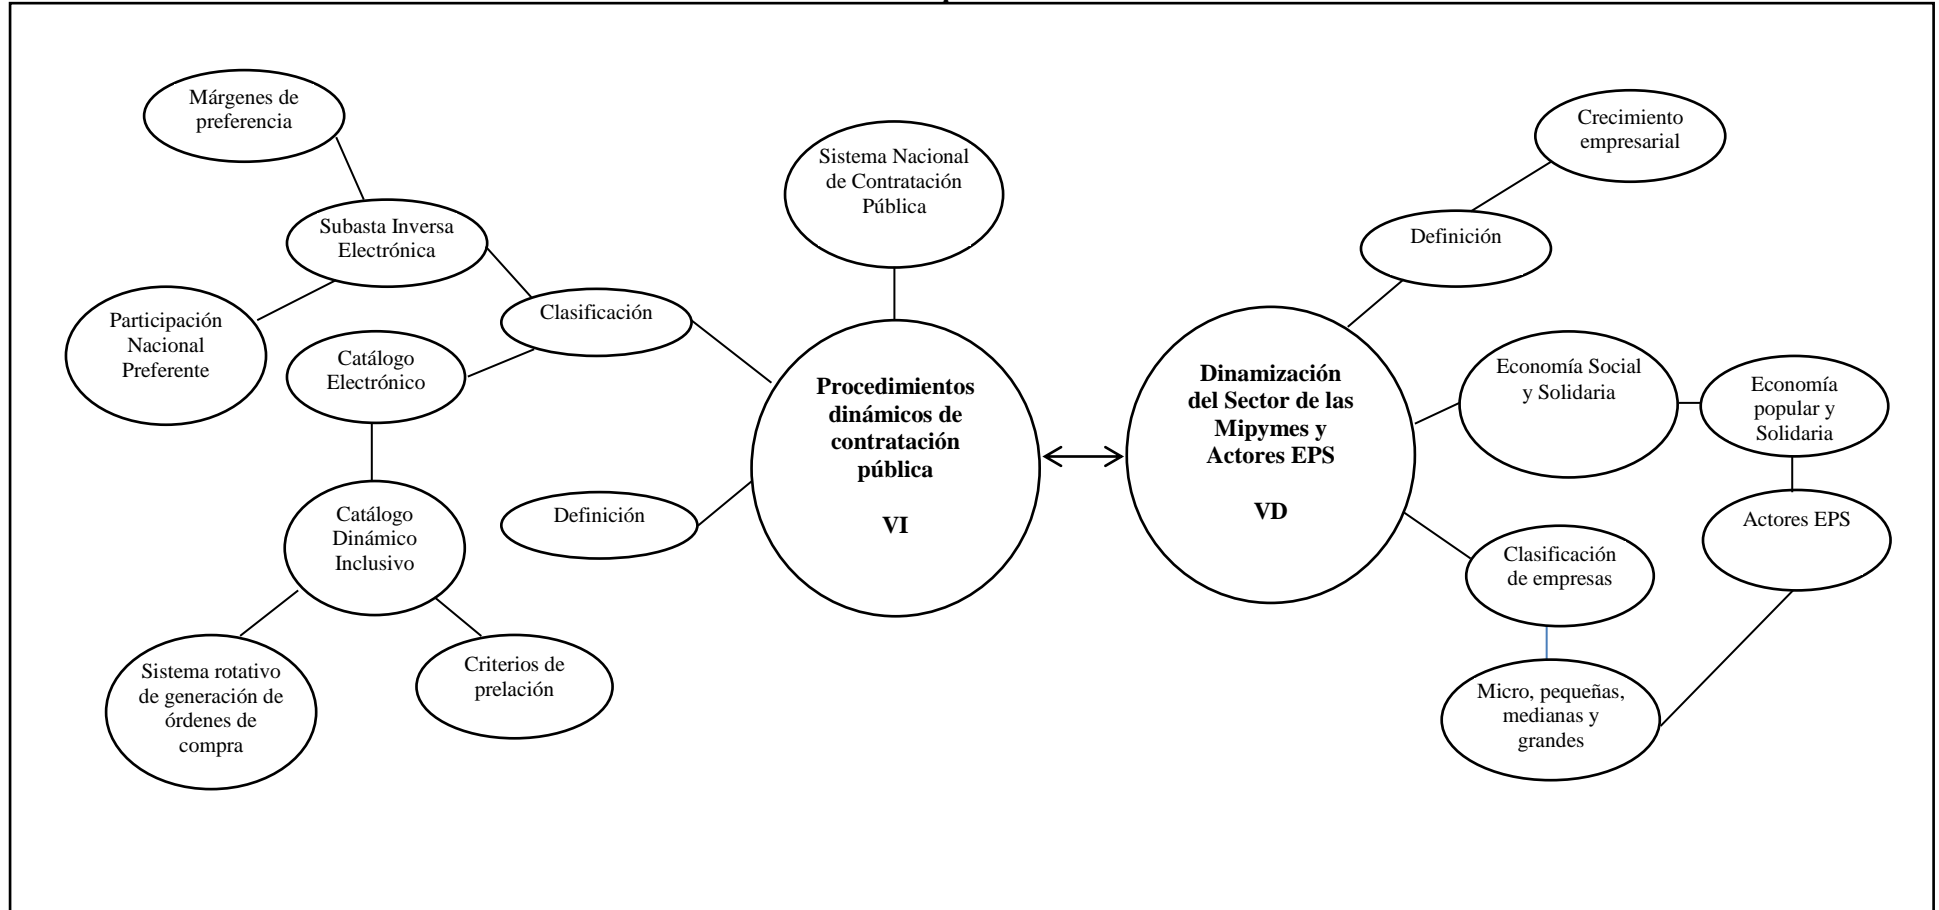 Márgenes de
preferencia
Subasta Inversa
Electrónica
Participación
Nacional
Preferente
Clasificación
Catálogo
Electrónico
Catálogo
Dinámico
Inclusivo
Sistema rotativo
de generación de
órdenes de
compra
Criterios de
prelación
Definición
Sistema Nacional
de Contratación
Pública
Procedimientos
dinámicos de
contratación
pública
VI
Dinamización
del Sector de las
Mipymes y
Actores EPS
VD
Crecimiento
empresarial
Definición
Economía Social
y Solidaria
Economía
popular y
Solidaria
Actores EPS
Clasificación
de empresas
Micro, pequeñas,
medianas y
grandes